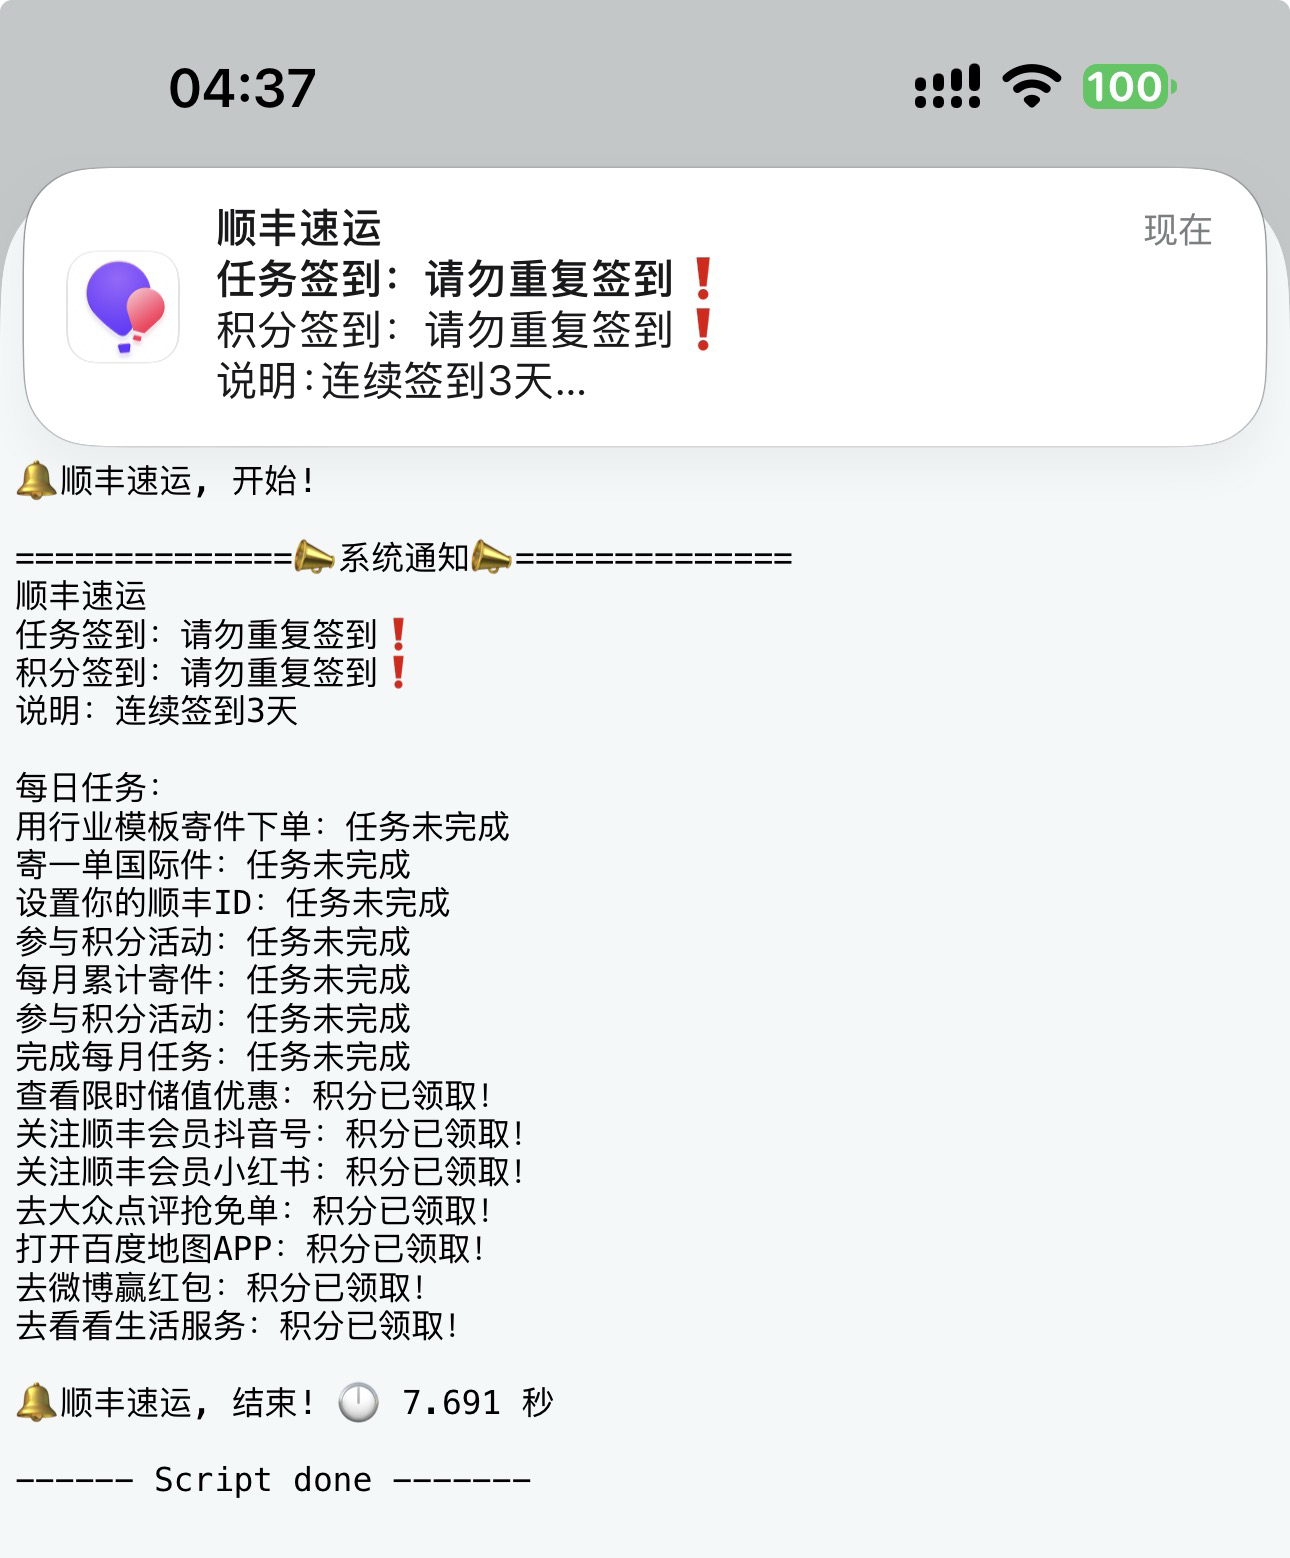 04:37
100
顺丰速运
现在
任务签到：请勿重复签到❗
积分签到：请勿重复签到❗
说明:连续签到3天...
🔔顺丰速运, 开始!
==============📣系统通知📣==============
顺丰速运
任务签到：请勿重复签到❗
积分签到：请勿重复签到❗
说明：连续签到3天
每日任务：
用行业模板寄件下单：任务未完成
寄一单国际件：任务未完成
设置你的顺丰ID：任务未完成
参与积分活动：任务未完成
每月累计寄件：任务未完成
参与积分活动：任务未完成
完成每月任务：任务未完成
查看限时储值优惠：积分已领取!
关注顺丰会员抖音号：积分已领取!
关注顺丰会员小红书：积分已领取!
去大众点评抢免单：积分已领取!
打开百度地图APP：积分已领取!
去微博赢红包：积分已领取!
去看看生活服务：积分已领取!
🔔顺丰速运, 结束! 🕛 7.691 秒
------ Script done -------